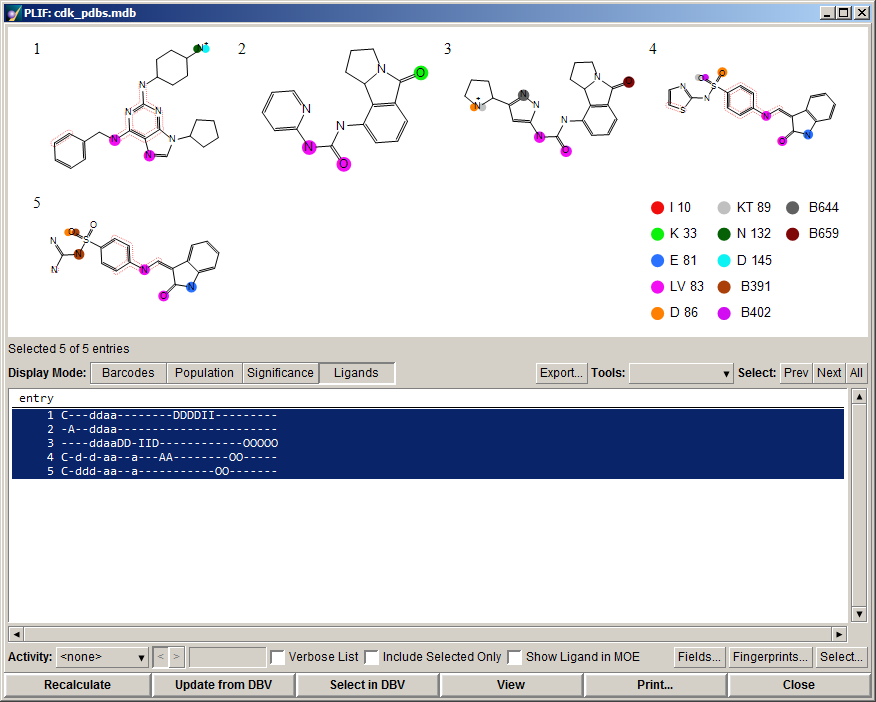 PLIF: cdk_pdbs.mdb
1 2 3 4
N+
N
N N
N N
N
N
N
N
N
N
O
N
O
N
N
N
N
N+
N
N
O
O
N
O
S
O
N
S
N
N
O
N
5
O
O
S
N
N
N
N
O
N
I 10 KT 89 B644
K 33 N 132 B659
E 81 D 145
LV 83 B391
D 86 B402
Selected 5 of 5 entries
Display Mode: Barcodes Population Significance Ligands Export... Tools: Select: Prev Next All
entry
1 C---ddaa--------DDDDII---------
2 -A--ddaa-----------------------
3 ----ddaaDD-IID------------OOOOO
4 C-d-d-aa--a---AA--------OO-----
5 C-ddd-aa--a-----------OO-------
Activity: <none> < > Verbose List Include Selected Only Show Ligand in MOE Fields... Fingerprints... Select...
Recalculate Update from DBV Select in DBV View Print... Close